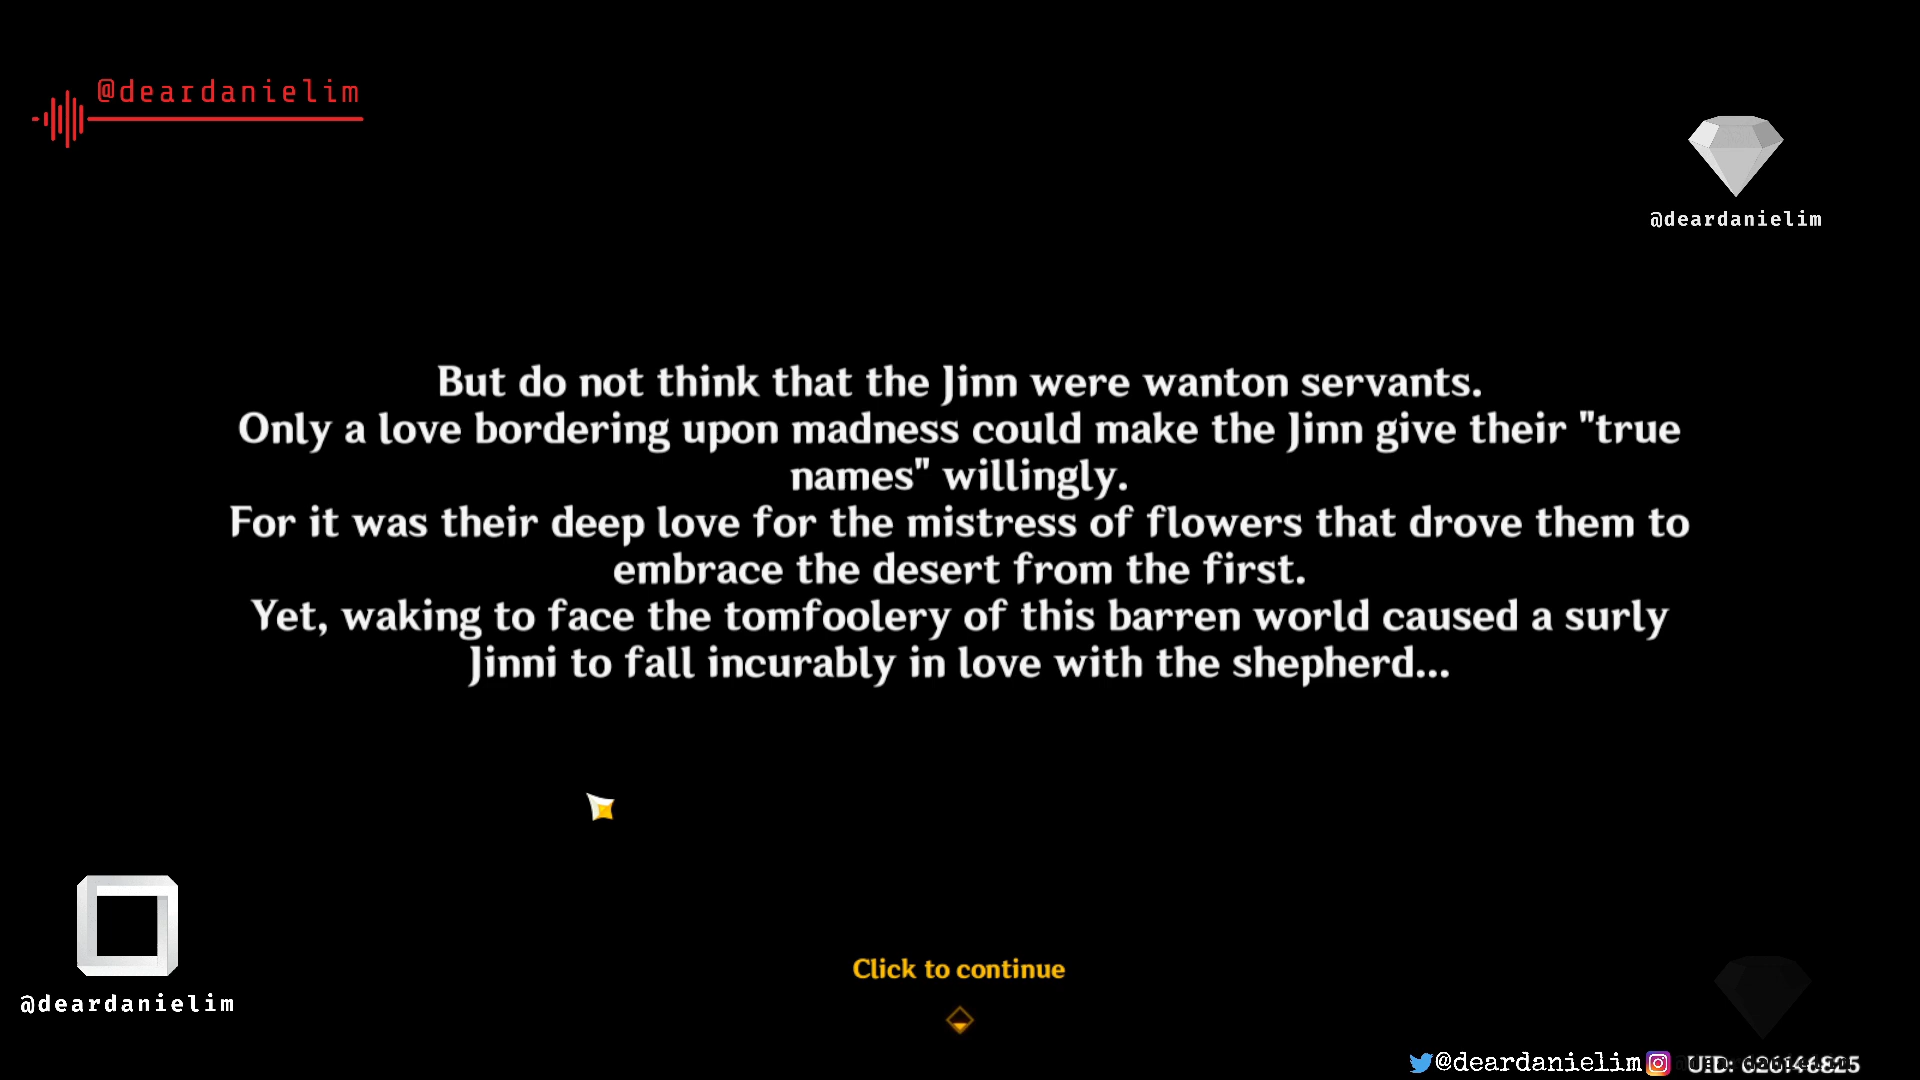 @deardanielim
@deardanielim
But do not think that the Jinn were wanton servants.
Only a love bordering upon madness could make the Jinn give their "true
names" willingly.
For it was their deep love for the mistress of flowers that drove them to
embrace the desert from the first.
Yet, waking to face the tomfoolery of this barren world caused a surly
Jinni to fall incurably in love with the shepherd...
Click to continue
@deardanielim
@deardanielim UID: 626146825